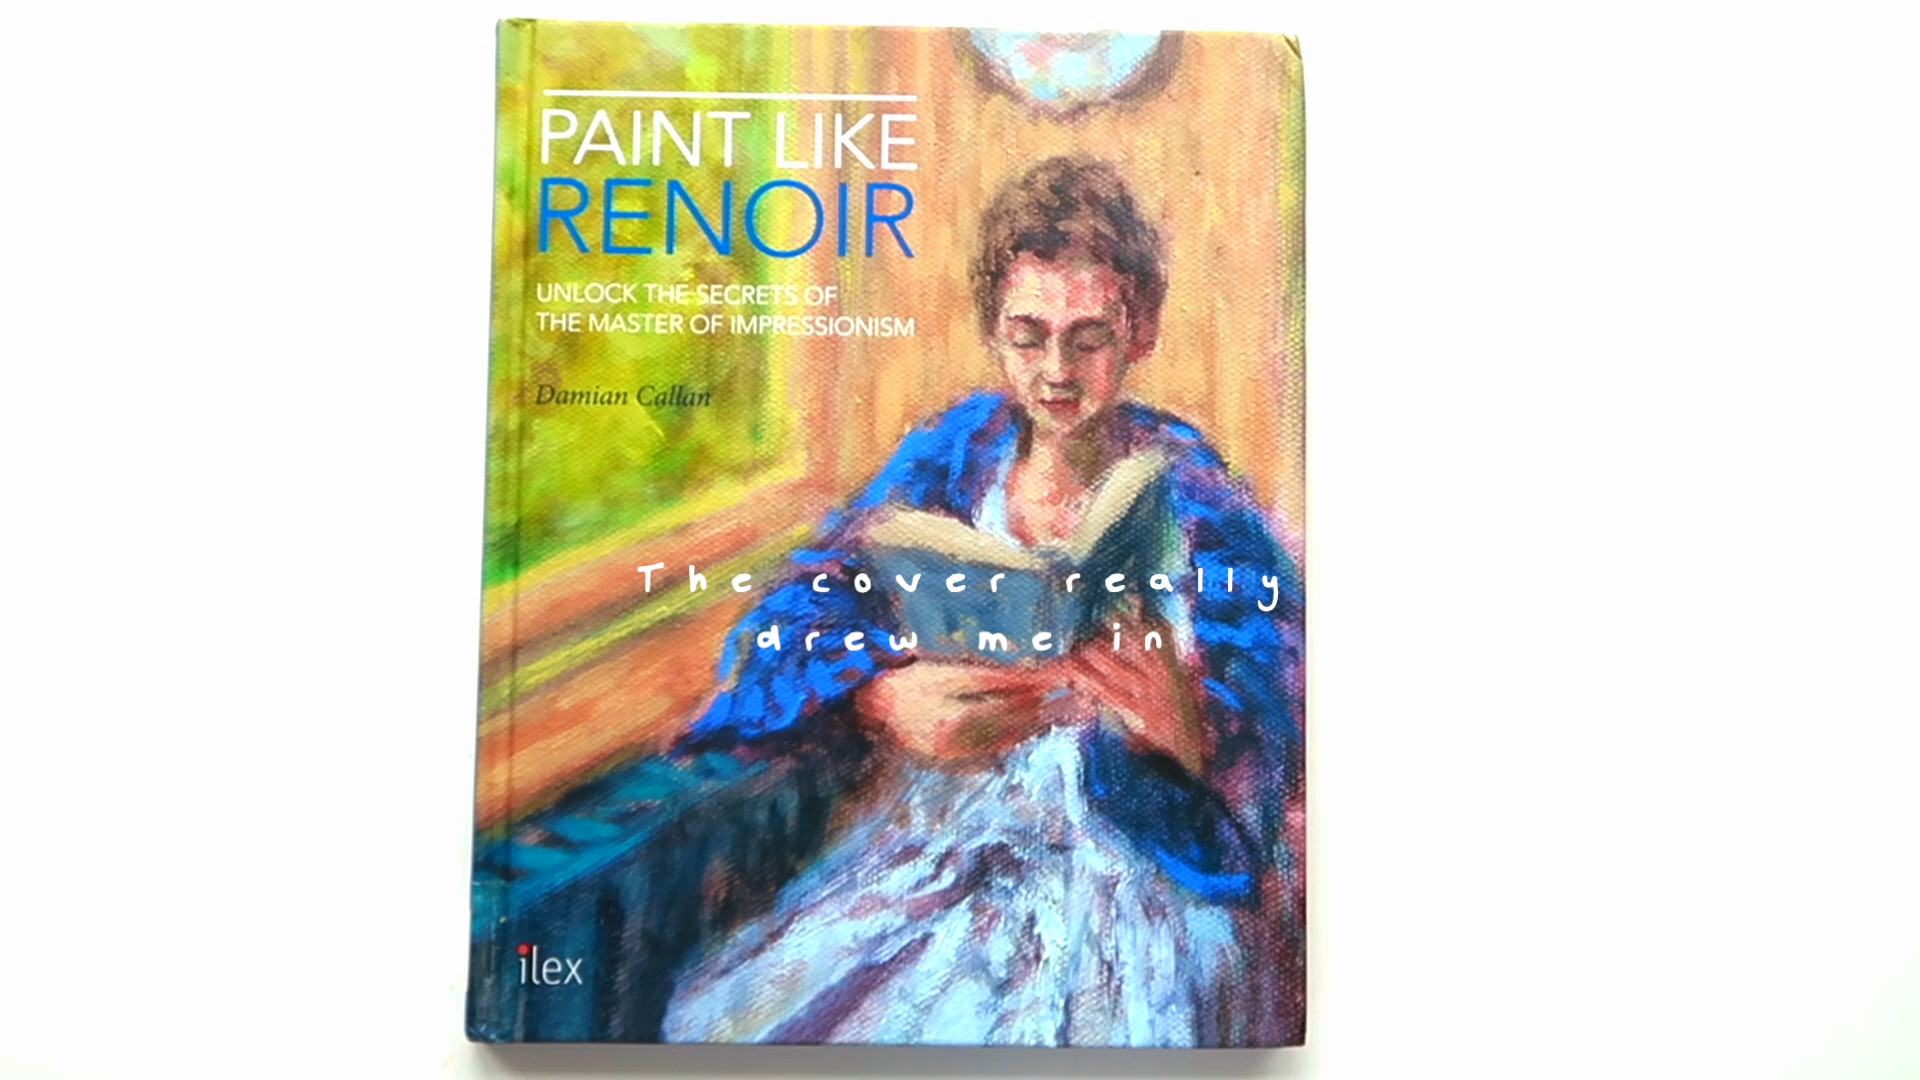 PAINT LIKE
RENOIR
UNLOCK THE SECRETS OF
THE MASTER OF IMPRESSIONISM
Damian Callan
The cover really
drew me in
ilex